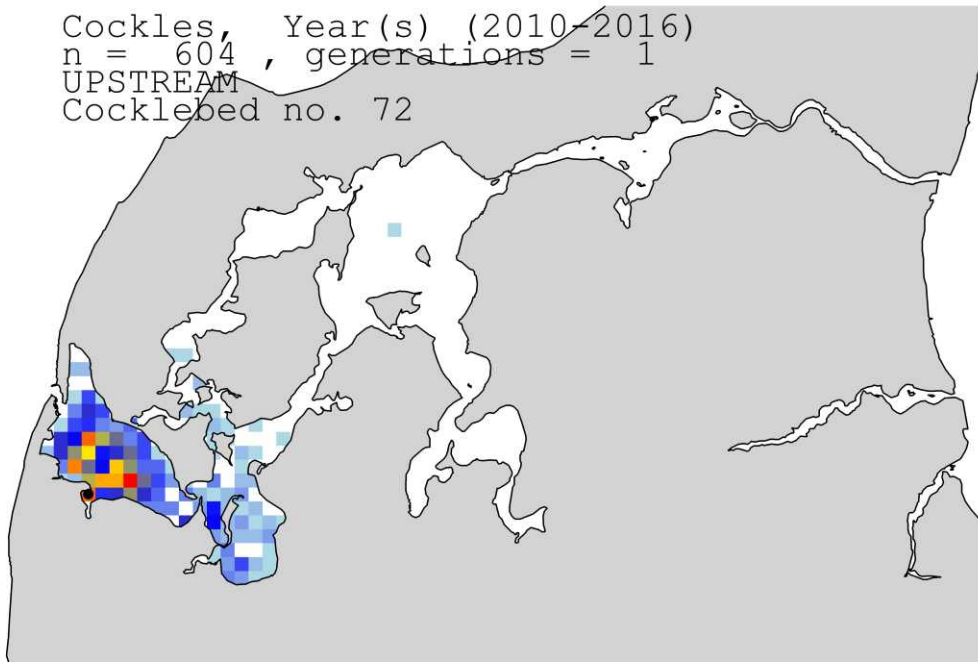 Cockles, Year(s) (2010-2016)
n = 604 , generations = 1
UPSTREAM
Cocklebed no. 72